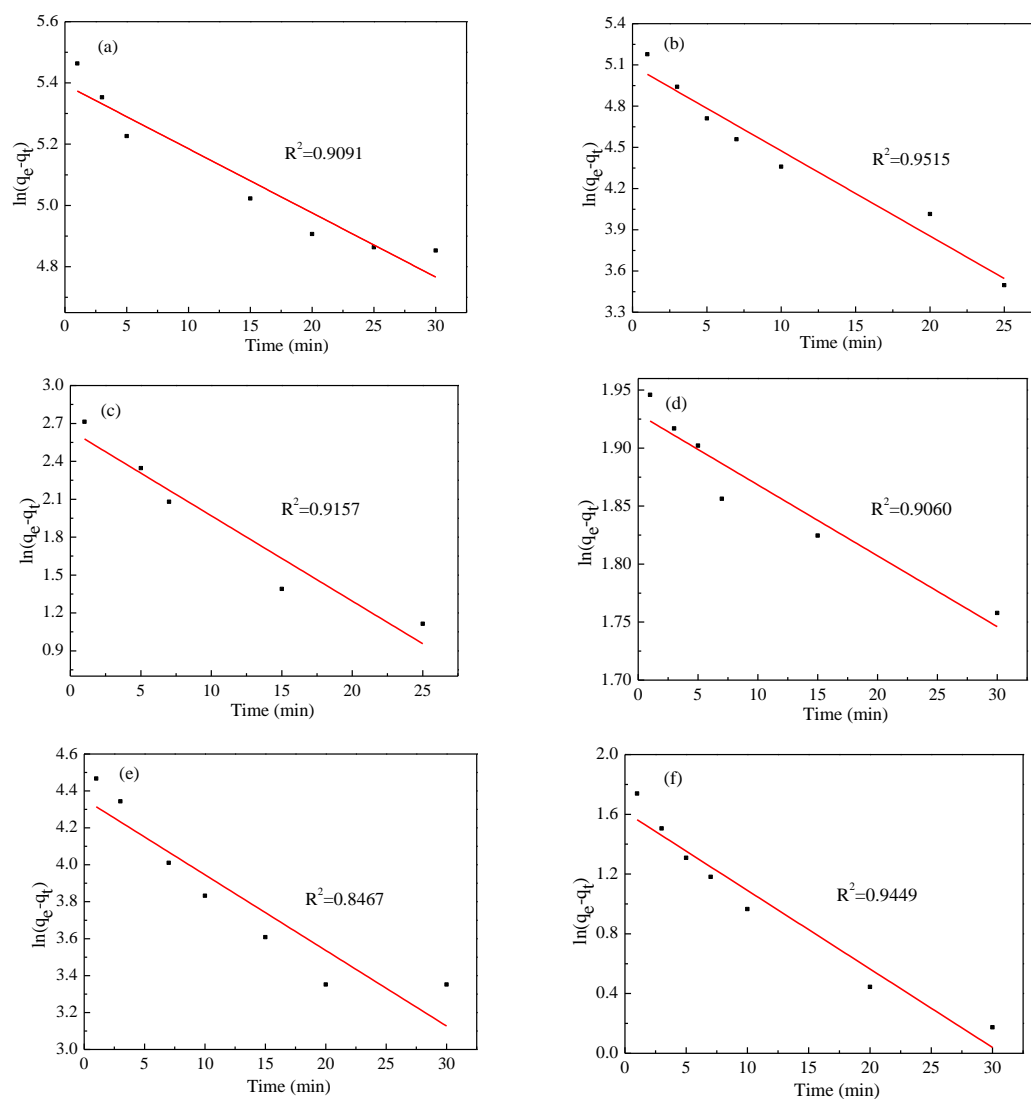 (a)
5.6
5.4
5.2
5.0
4.8
ln(qe-qt)
R2=0.9091
0 5 10 15 20 25 30
Time (min)
(b)
5.4
5.1
4.8
4.5
4.2
3.9
3.6
3.3
ln(qe-qt)
R2=0.9515
0 5 10 15 20 25
Time (min)
(c)
3.0
2.7
2.4
2.1
1.8
1.5
1.2
0.9
ln(qe-qt)
R2=0.9157
0 5 10 15 20 25
Time (min)
(d)
1.95
1.90
1.85
1.80
1.75
1.70
ln(qe-qt)
R2=0.9060
0 5 10 15 20 25 30
Time (min)
(e)
4.6
4.4
4.2
4.0
3.8
3.6
3.4
3.2
3.0
ln(qe-qt)
R2=0.8467
0 5 10 15 20 25 30
Time (min)
(f)
2.0
1.6
1.2
0.8
0.4
0.0
ln(qe-qt)
R2=0.9449
0 5 10 15 20 25 30
Time (min)